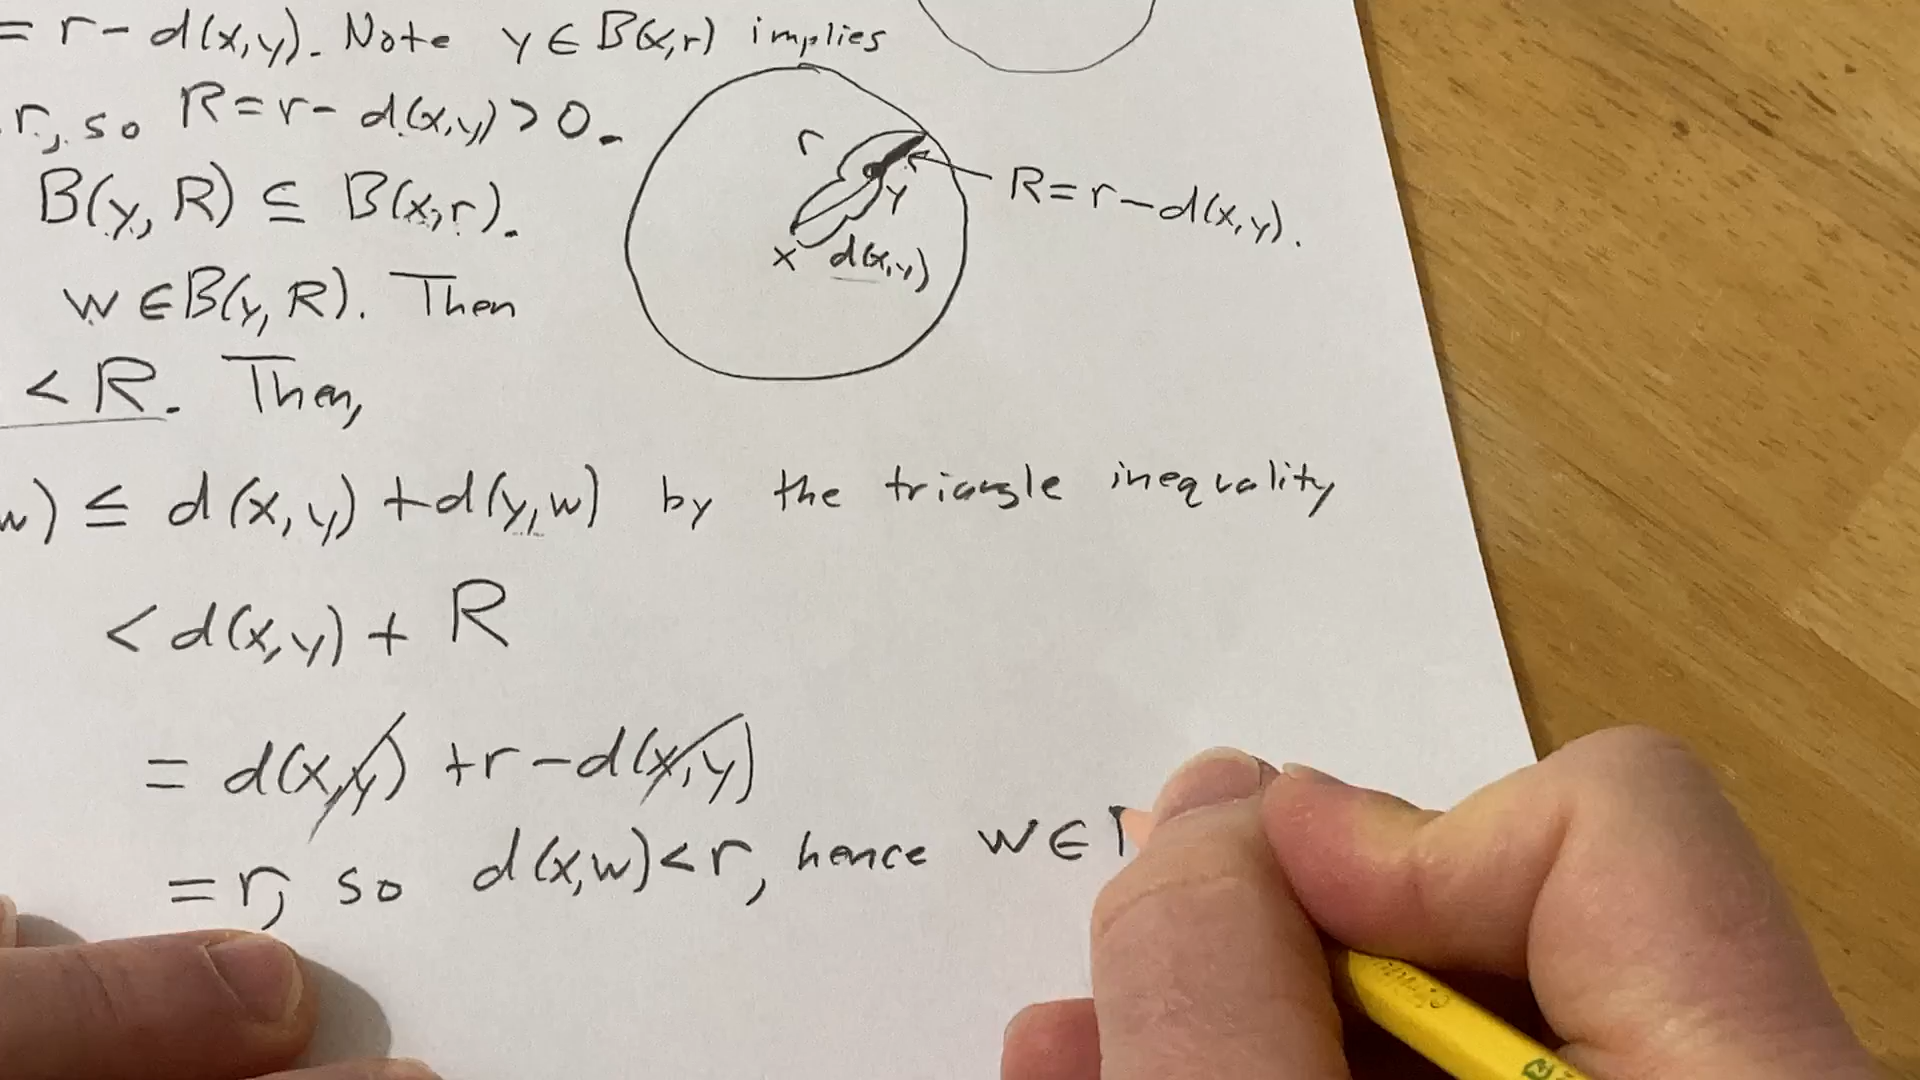 = r - d(x,y). Note y ∈ B(x,r) implies
r, so R = r - d(x,y) > 0.
B(y, R) ⊆ B(x,r).
w ∈ B(y, R). Then
< R. Then,
r
y
x d(x,y)
R = r - d(x,y).
w) ≤ d(x,y) + d(y,w) by the triangle inequality
< d(x,y) + R
= d(x,y) + r - d(x,y)
= r, so d(x,w) < r, hence w ∈